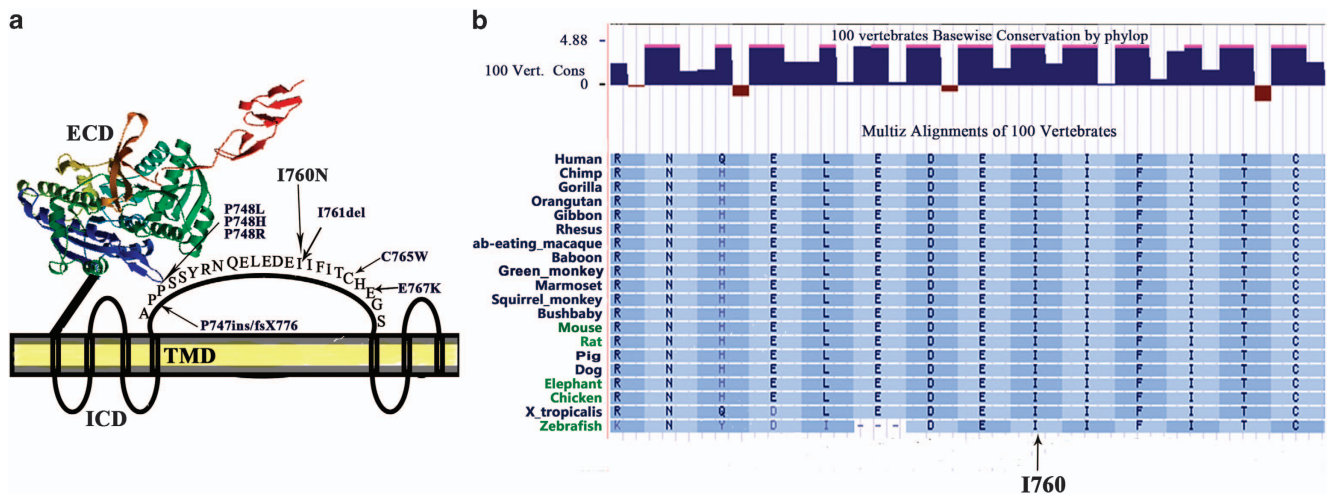 a
ECD
I760N
P748L
P748H
P748R
I761del
APPSSYRNQELEDEIIFITCHEGS
C765W
E767K
P747ins/fsX776
TMD
ICD
b
100 vertebrates Basewise Conservation by phylop
4.88
100 Vert. Cons
0
Multiz Alignments of 100 Vertebrates
Human R N Q E L E D E I I F I T C
Chimp R N H E L E D E I I F I T C
Gorilla R N H E L E D E I I F I T C
Orangutan R N H E L E D E I I F I T C
Gibbon R N H E L E D E I I F I T C
Rhesus R N H E L E D E I I F I T C
ab-eating_macaque R N H E L E D E I I F I T C
Baboon R N H E L E D E I I F I T C
Green_monkey R N H E L E D E I I F I T C
Marmoset R N H E L E D E I I F I T C
Squirrel_monkey R N H E L E D E I I F I T C
Bushbaby R N H E L E D E I I F I T C
Mouse R N H E L E D E I I F I T C
Rat R N H E L E D E I I F I T C
Pig R N H E L E D E I I F I T C
Dog R N H E L E D E I I F I T C
Elephant R N H E L E D E I I F I T C
Chicken R N H E L E D E I I F I T C
X_tropicalis R N Q D L E D E I I F I T C
Zebrafish K N Y D I - - - D E I I F I T C
I760